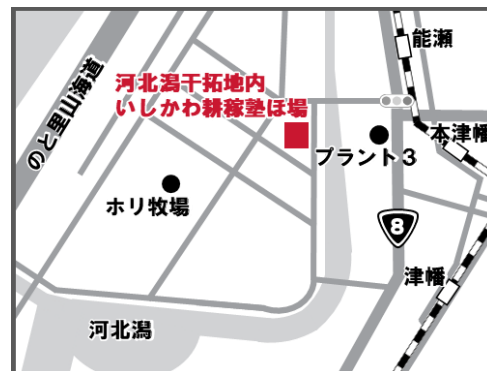 能瀬
河北潟干拓地内
いしかわ耕稼塾ほ場
のと里山海道
本津幡
プラント3
ホリ牧場
8
津幡
河北潟